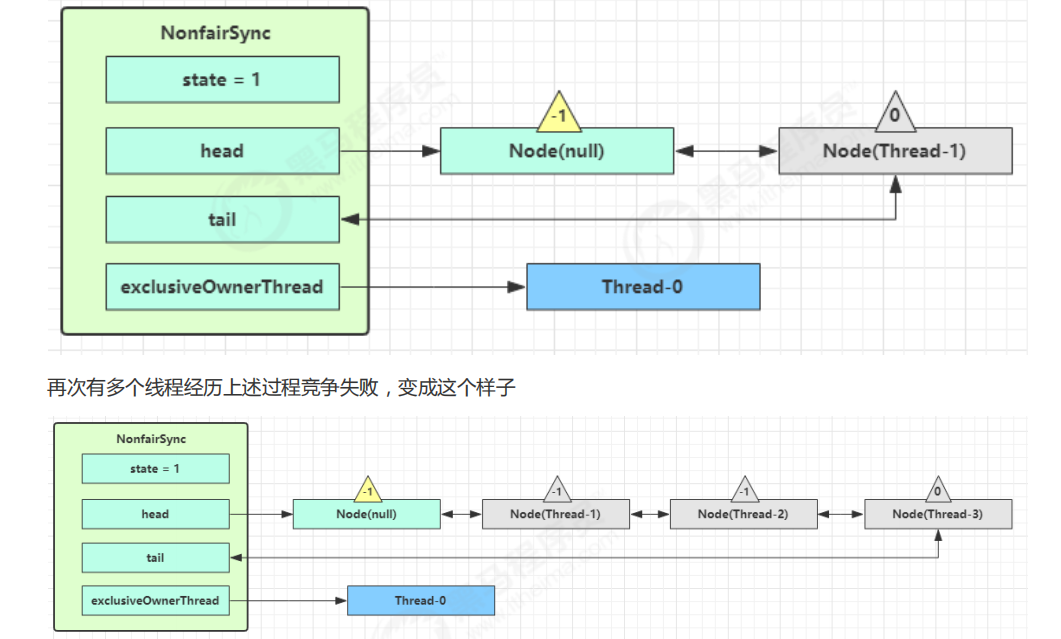 NonfairSync
state = 1
-1
0
head
Node(null)
Node(Thread-1)
tail
exclusiveOwnerThread
Thread-0
再次有多个线程经历上述过程竞争失败，变成这个样子
NonfairSync
state = 1
-1
-1
-1
0
head
Node(null)
Node(Thread-1)
Node(Thread-2)
Node(Thread-3)
tail
exclusiveOwnerThread
Thread-0